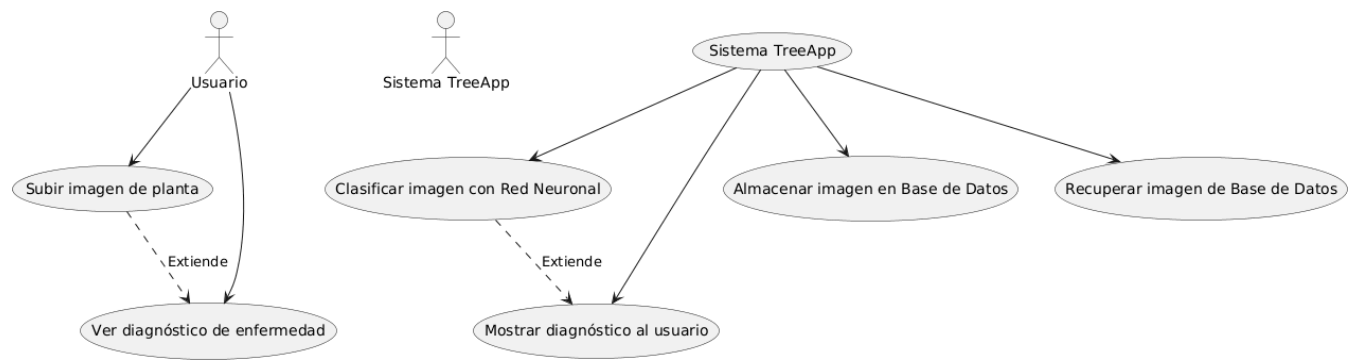 Sistema TreeApp
Usuario
Sistema TreeApp
Subir imagen de planta
Clasificar imagen con Red Neuronal
Almacenar imagen en Base de Datos
Recuperar imagen de Base de Datos
Extiende
Extiende
Ver diagnóstico de enfermedad
Mostrar diagnóstico al usuario